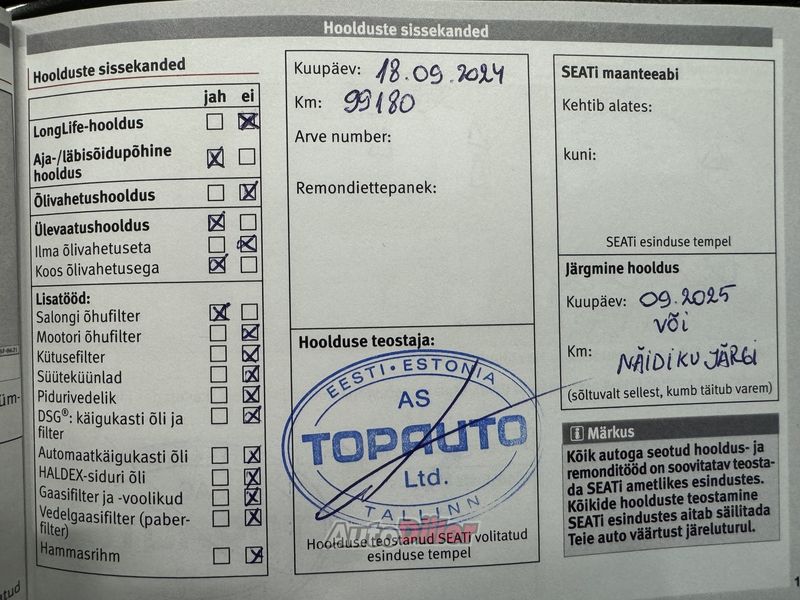 Hoolduste sissekanded
Hoolduste sissekanded
jah ei
LongLife-hooldus
Aja-/läbisõidupõhine
hooldus
Õlivahetushooldus
Ülevaatushooldus
Ilma õlivahetuseta
Koos õlivahetusega
Lisatööd:
Salongi õhufilter
Mootori õhufilter
Kütusefilter
Süüteküünlad
Pidurivedelik
DSG®: käigukasti õli ja
filter
Automaatkäigukasti õli
HALDEX-siduri õli
Gaasifilter ja -voolikud
Vedelgaasifilter (paber-
filter)
Hammasrihm
Kuupäev: 18.09.2024
Km: 99180
Arve number:
Remondiettepanek:
Hoolduse teostaja:
EESTI • ESTONIA
AS
TOPAUTO
Ltd.
TALLINN
AutoDiiler
Hoolduse teostanud SEATi volitatud
esinduse tempel
SEATi maanteeabi
Kehtib alates:
kuni:
SEATi esinduse tempel
Järgmine hooldus
Kuupäev: 09.2025
või
Km: NÄIDIKU JÄRGI
(sõltuvalt sellest, kumb täitub varem)
Märkus
Kõik autoga seotud hooldus- ja
remonditööd on soovitatav teosta-
da SEATi ametlikes esindustes.
Kõikide hoolduste teostamine
SEATi esindustes aitab säilitada
Teie auto väärtust järeluturul.